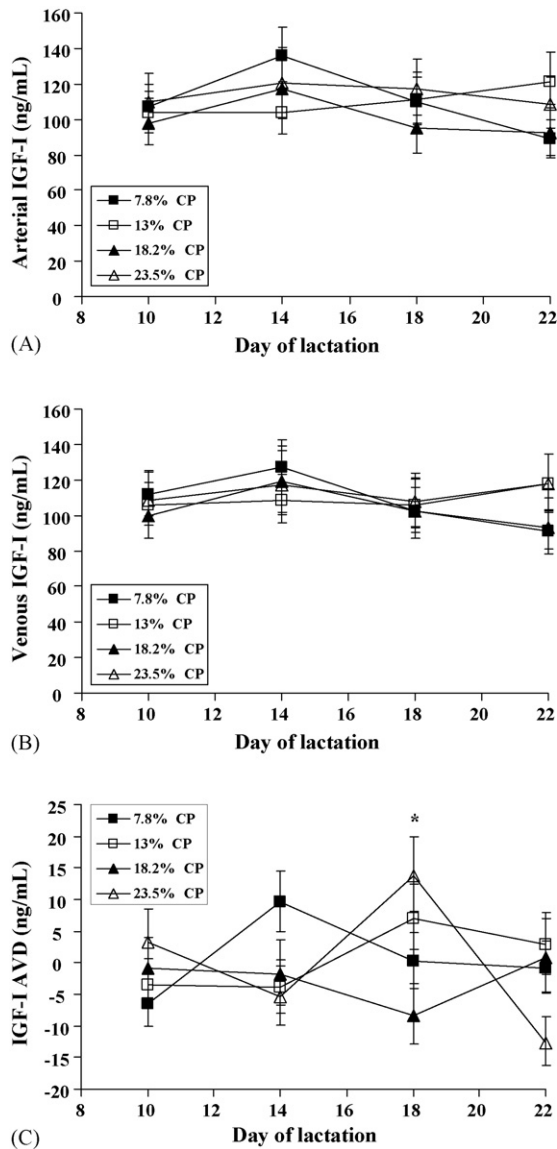 160
140
120
100
80
60
40
20
0
Arterial IGF-I (ng/mL)
7.8% CP
13% CP
18.2% CP
23.5% CP
8 10 12 14 16 18 20 22
Day of lactation
(A)
160
140
120
100
80
60
40
20
0
Venous IGF-I (ng/mL)
7.8% CP
13% CP
18.2% CP
23.5% CP
8 10 12 14 16 18 20 22
Day of lactation
(B)
25
20
15
10
5
0
-5
-10
-15
-20
IGF-I AVD (ng/mL)
7.8% CP
13% CP
18.2% CP
23.5% CP
*
8 10 12 14 16 18 20 22
Day of lactation
(C)